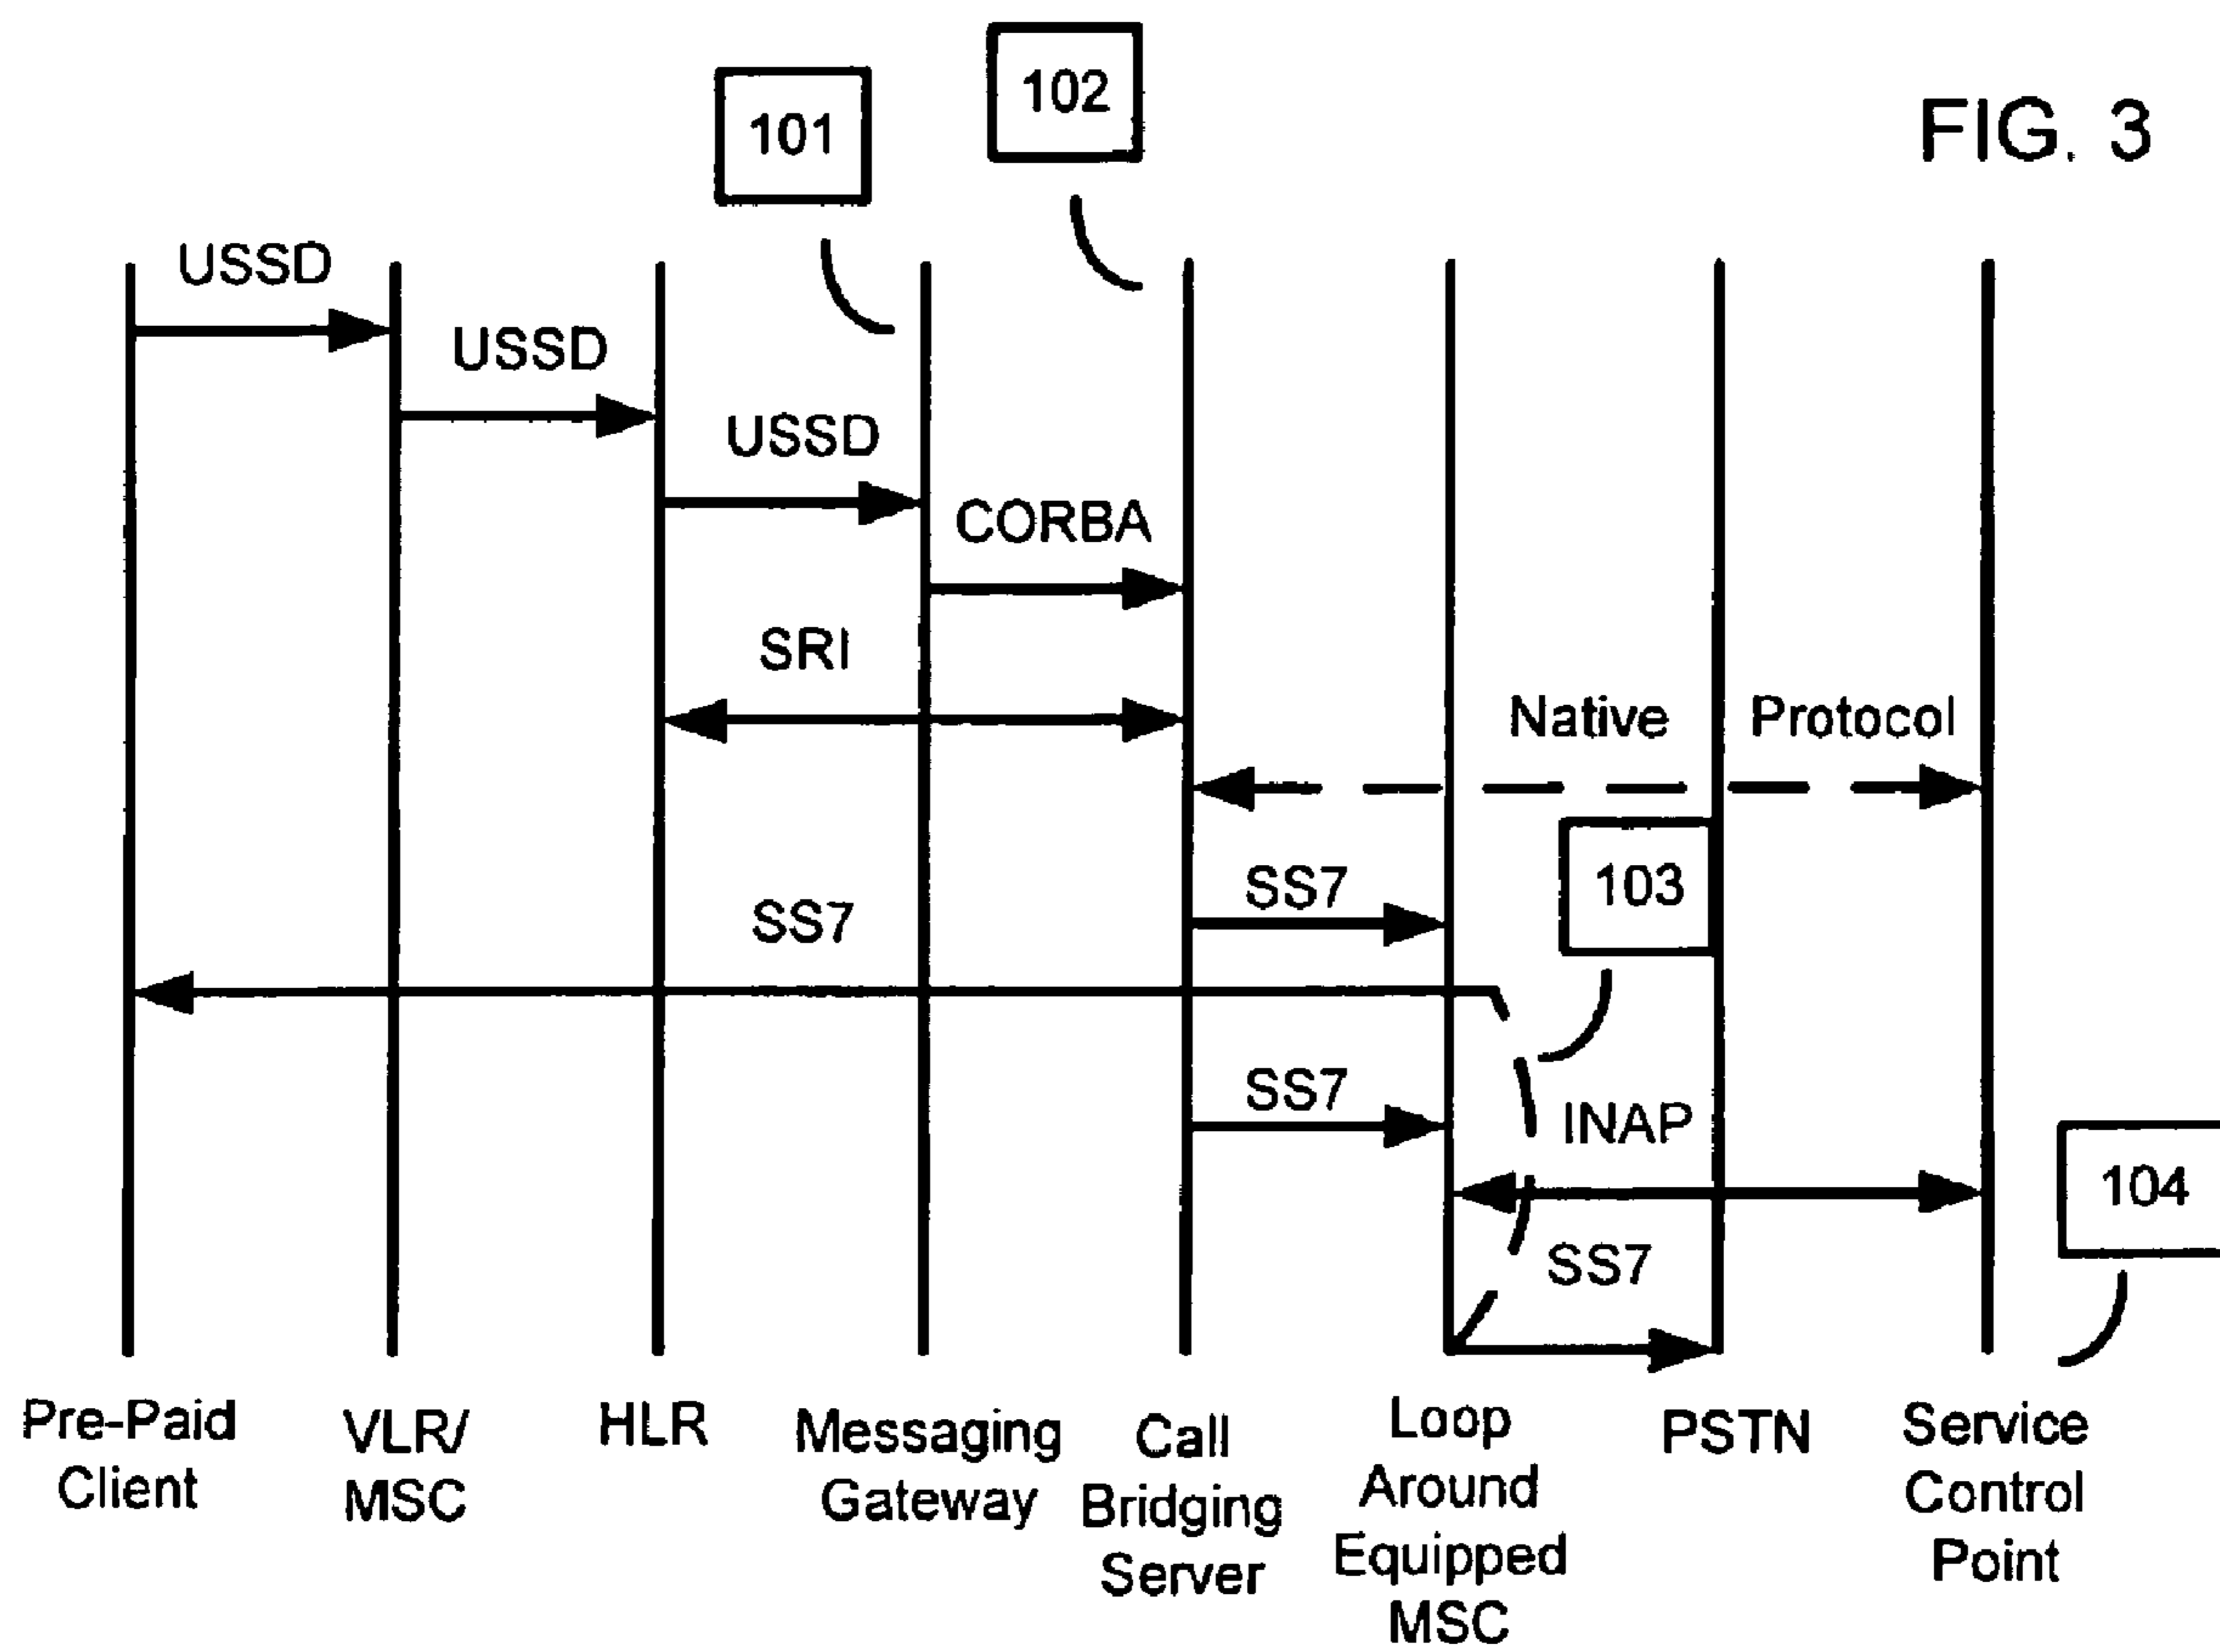 102
101
FIG. 3
USSD
USSD
USSD
CORBA
SRI
Native Protocol
103
SS7
SS7
SS7
INAP
104
SS7
Pre-Paid
Client
VLR/
MSC
HLR
Messaging
Gateway
Call
Bridging
Server
Loop
Around
Equipped
MSC
PSTN
Service
Control
Point